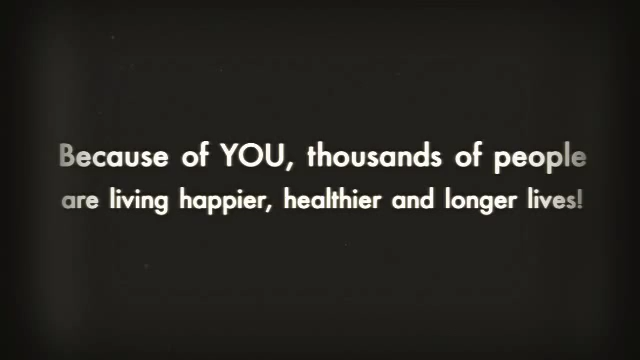 Because of YOU, thousands of people
are living happier, healthier and longer lives!